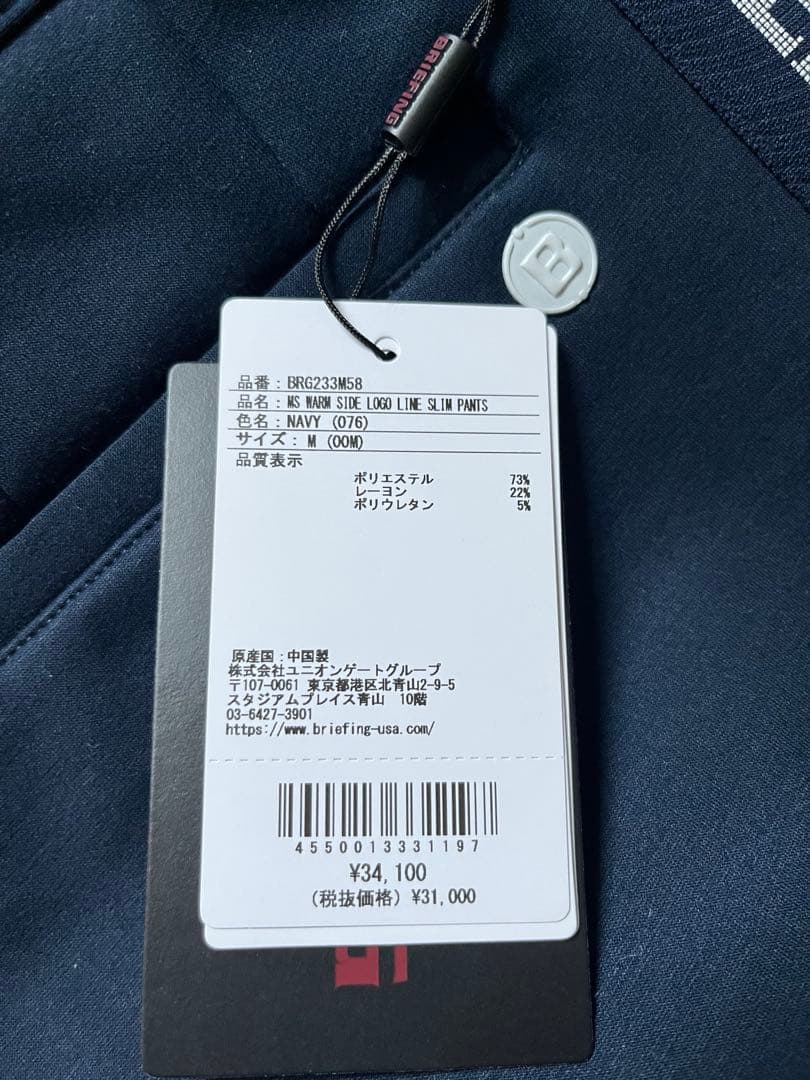 BRIEFING
B
品番：BRG233M58
品名：MS WARM SIDE LOGO LINE SLIM PANTS
色名：NAVY (076)
サイズ： M (00M)
品質表示
ポリエステル 73%
レーヨン 22%
ポリウレタン 5%
原産国：中国製
株式会社ユニオンゲートグループ
〒107-0061 東京都港区北青山2-9-5
スタジアムプレイス青山 10階
03-6427-3901
https://www.briefing-usa.com/
4550013331197
¥34,100
(税抜価格) ¥31,000